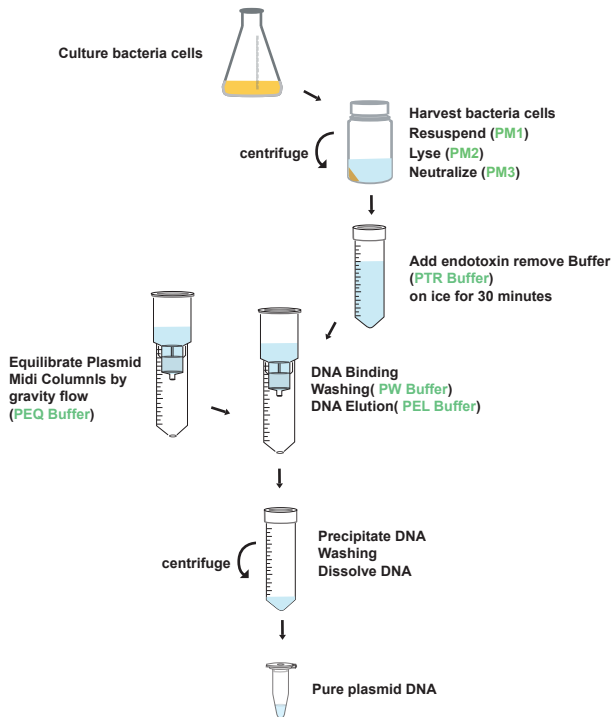 Culture bacteria cells
Harvest bacteria cells
Resuspend (PM1)
Lyse (PM2)
Neutralize (PM3)
centrifuge
Add endotoxin remove Buffer
(PTR Buffer)
on ice for 30 minutes
Equilibrate Plasmid
Midi Columnls by
gravity flow
(PEQ Buffer)
DNA Binding
Washing( PW Buffer)
DNA Elution( PEL Buffer)
Precipitate DNA
Washing
Dissolve DNA
centrifuge
Pure plasmid DNA